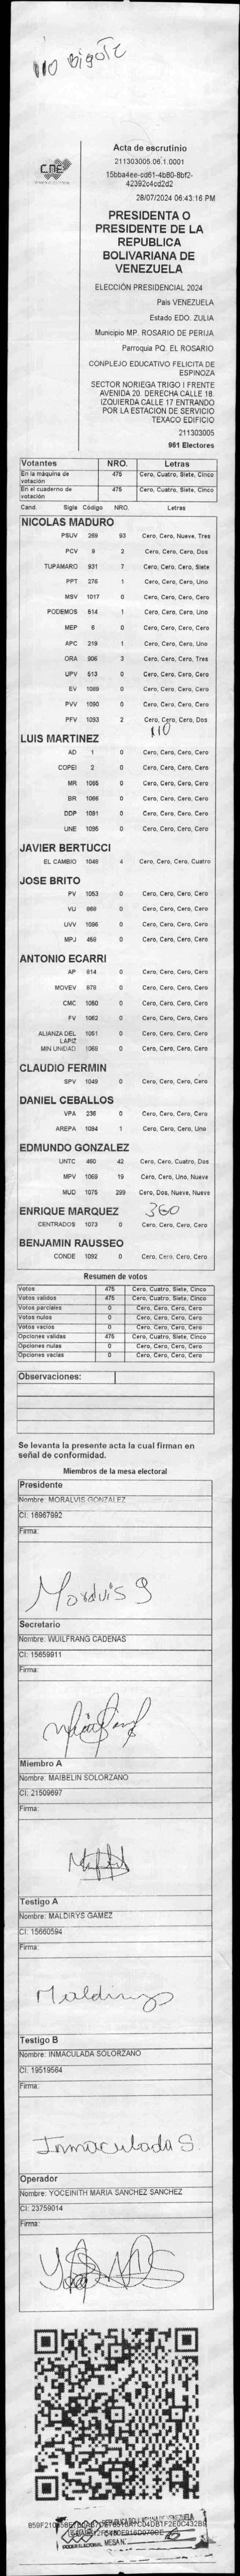 NO Bigote
CNE
Acta de escrutinio
211303005.06.1.0001
15bba4ee-cd61-4b80-8bf2-
42392c4cd2d2
28/07/2024 06:43:16 PM
PRESIDENTA O
PRESIDENTE DE LA
REPUBLICA
BOLIVARIANA DE
VENEZUELA
ELECCIÓN PRESIDENCIAL 2024
Pais VENEZUELA
Estado EDO. ZULIA
Municipio MP. ROSARIO DE PERIJA
Parroquia PQ. EL ROSARIO
CONPLEJO EDUCATIVO FELICITA DE
ESPINOZA
SECTOR NORIEGA TRIGO I FRENTE
AVENIDA 20. DERECHA CALLE 18.
IZQUIERDA CALLE 17 ENTRANDO
POR LA ESTACION DE SERVICIO
TEXACO EDIFICIO
211303005
961 Electores
Votantes NRO. Letras
En la máquina de votación 475 Cero, Cuatro, Siete, Cinco
En el cuaderno de votación 475 Cero, Cuatro, Siete, Cinco
Cand. Sigla Código NRO. Letras
NICOLAS MADURO
PSUV 269 93 Cero, Cero, Nueve, Tres
PCV 9 2 Cero, Cero, Cero, Dos
TUPAMARO 931 7 Cero, Cero, Cero, Siete
PPT 276 1 Cero, Cero, Cero, Uno
MSV 1017 0 Cero, Cero, Cero, Cero
PODEMOS 514 1 Cero, Cero, Cero, Uno
MEP 6 0 Cero, Cero, Cero, Cero
APC 219 1 Cero, Cero, Cero, Uno
ORA 906 3 Cero, Cero, Cero, Tres
UPV 513 0 Cero, Cero, Cero, Cero
EV 1089 0 Cero, Cero, Cero, Cero
PVV 1090 0 Cero, Cero, Cero, Cero
PFV 1093 2 Cero, Cero, Cero, Dos
110
LUIS MARTINEZ
AD 1 0 Cero, Cero, Cero, Cero
COPEI 2 0 Cero, Cero, Cero, Cero
MR 1065 0 Cero, Cero, Cero, Cero
BR 1066 0 Cero, Cero, Cero, Cero
DDP 1091 0 Cero, Cero, Cero, Cero
UNE 1095 0 Cero, Cero, Cero, Cero
JAVIER BERTUCCI
EL CAMBIO 1048 4 Cero, Cero, Cero, Cuatro
JOSE BRITO
PV 1053 0 Cero, Cero, Cero, Cero
VU 868 0 Cero, Cero, Cero, Cero
UVV 1096 0 Cero, Cero, Cero, Cero
MPJ 459 0 Cero, Cero, Cero, Cero
ANTONIO ECARRI
AP 814 0 Cero, Cero, Cero, Cero
MOVEV 879 0 Cero, Cero, Cero, Cero
CMC 1050 0 Cero, Cero, Cero, Cero
FV 1062 0 Cero, Cero, Cero, Cero
ALIANZA DEL LAPIZ 1051 0 Cero, Cero, Cero, Cero
MIN UNIDAD 1068 0 Cero, Cero, Cero, Cero
CLAUDIO FERMIN
SPV 1049 0 Cero, Cero, Cero, Cero
DANIEL CEBALLOS
VPA 236 0 Cero, Cero, Cero, Cero
AREPA 1094 1 Cero, Cero, Cero, Uno
EDMUNDO GONZALEZ
UNTC 460 42 Cero, Cero, Cuatro, Dos
MPV 1069 19 Cero, Cero, Uno, Nueve
MUD 1075 299 Cero, Dos, Nueve, Nueve
360
ENRIQUE MARQUEZ
CENTRADOS 1073 0 Cero, Cero, Cero, Cero
BENJAMIN RAUSSEO
CONDE 1092 0 Cero, Cero, Cero, Cero
Resumen de votos
Votos 475 Cero, Cuatro, Siete, Cinco
Votos validos 475 Cero, Cuatro, Siete, Cinco
Votos parciales 0 Cero, Cero, Cero, Cero
Votos nulos 0 Cero, Cero, Cero, Cero
Votos vacios 0 Cero, Cero, Cero, Cero
Opciones validas 475 Cero, Cuatro, Siete, Cinco
Opciones nulas 0 Cero, Cero, Cero, Cero
Opciones vacias 0 Cero, Cero, Cero, Cero
Observaciones:
Se levanta la presente acta la cual firman en
señal de conformidad.
Miembros de la mesa electoral
Presidente
Nombre: MORALVIS GONZALEZ
CI: 16967992
Firma:
Moralvis G
Secretario
Nombre: WUILFRANG CADENAS
CI: 15659911
Firma:
Miembro A
Nombre: MAIBELIN SOLORZANO
CI: 21509697
Firma:
Testigo A
Nombre: MALDIRYS GAMEZ
CI: 15660594
Firma:
Maldirys
Testigo B
Nombre: INMACULADA SOLORZANO
CI: 19519564
Firma:
Inmaculada S.
Operador
Nombre: YOCEINITH MARIA SANCHEZ SANCHEZ
CI: 23759014
Firma:
MESA N.